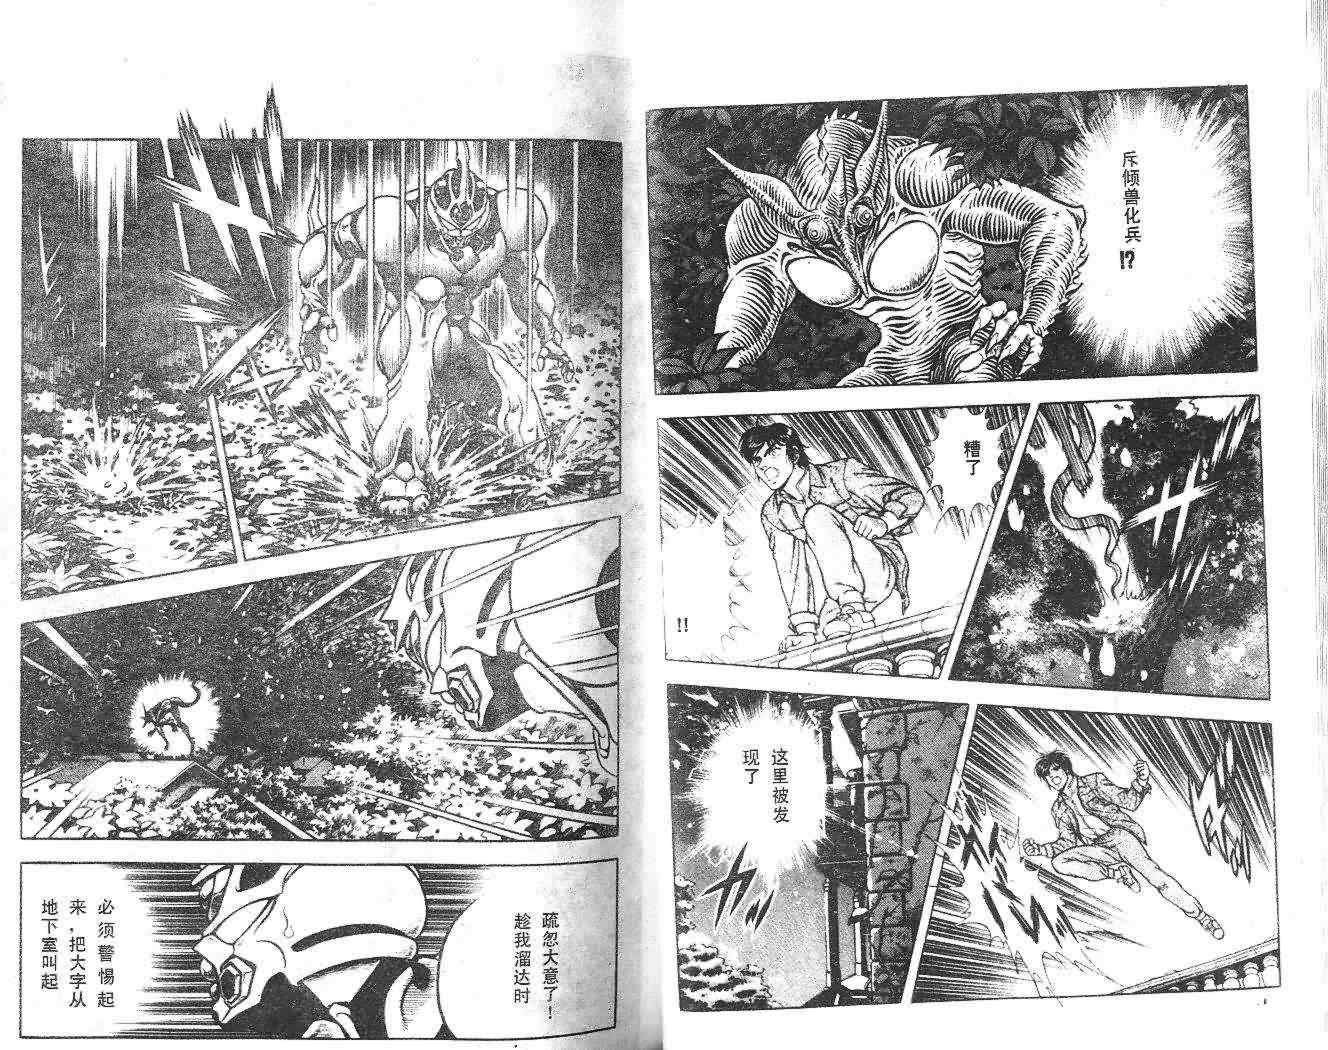 斥倾兽化兵
!?
糟了
!!
这里被发
现了
疏忽大意了!
趁我溜达时
必须警惕起
来,把大字从
地下室叫起